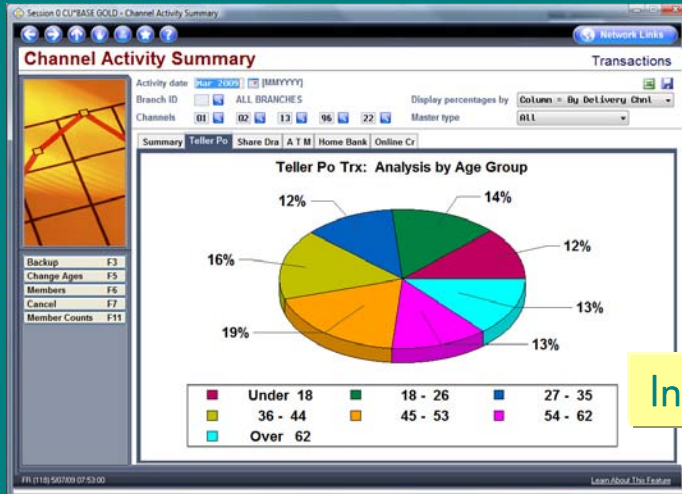 Session 0 CU*BASE GOLD - Channel Activity Summary
Network Links
Channel Activity Summary
Transactions
Activity date Mar 2009 [MMYYYY]
Branch ID ALL BRANCHES Display percentages by Column = By Delivery Chnl
Channels 01 02 13 96 22 Master type ALL
Summary Teller Po Share Dra A T M Home Bank Online Cr
Teller Po Trx: Analysis by Age Group
12%
14%
16%
12%
13%
19%
13%
Backup F3
Change Ages F5
Members F6
Cancel F7
Member Counts F11
Under 18 18 - 26 27 - 35
36 - 44 45 - 53 54 - 62
Over 62
In
FR (118) 5/07/09 07:53:00
Learn About This Feature